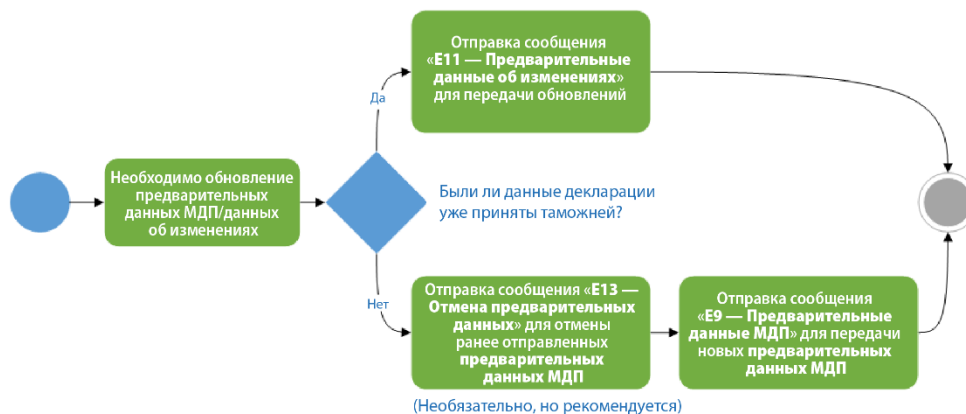 Отправка сообщения
«E11 — Предварительные
данные об изменениях»
для передачи обновлений
Да
Необходимо обновление
предварительных
данных МДП/данных
об изменениях
Были ли данные декларации
уже приняты таможней?
Нет
Отправка сообщения «E13 —
Отмена предварительных
данных» для отмены
ранее отправленных
предварительных
данных МДП
Отправка сообщения
«E9 — Предварительные
данные МДП» для передачи
новых предварительных
данных МДП
(Необязательно, но рекомендуется)